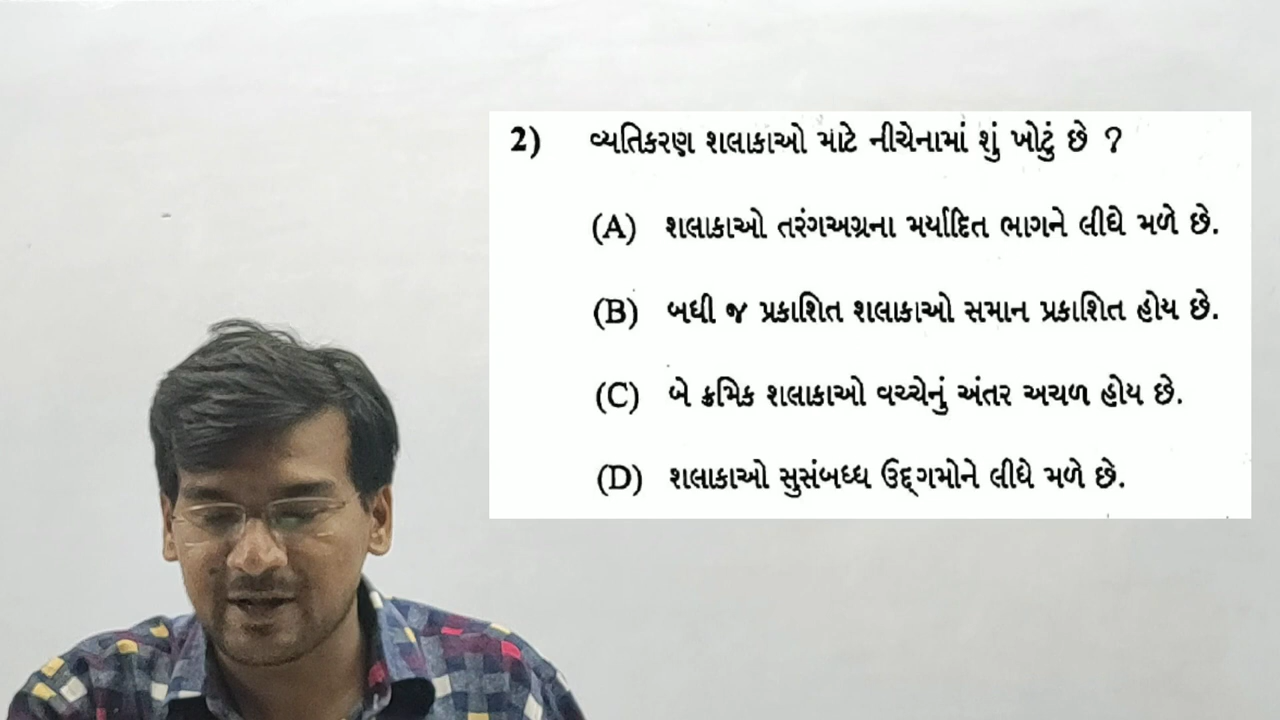 2) વ્યતિકરણ શલાકાઓ માટે નીચેનામાં શું ખોટું છે ?
(A) શલાકાઓ તરંગઅગ્રના મર્યાદિત ભાગને લીધે મળે છે.
(B) બધી જ પ્રકાશિત શલાકાઓ સમાન પ્રકાશિત હોય છે.
(C) બે ક્રમિક શલાકાઓ વચ્ચેનું અંતર અચળ હોય છે.
(D) શલાકાઓ સુસંબધ્ધ ઉદ્ગમોને લીધે મળે છે.